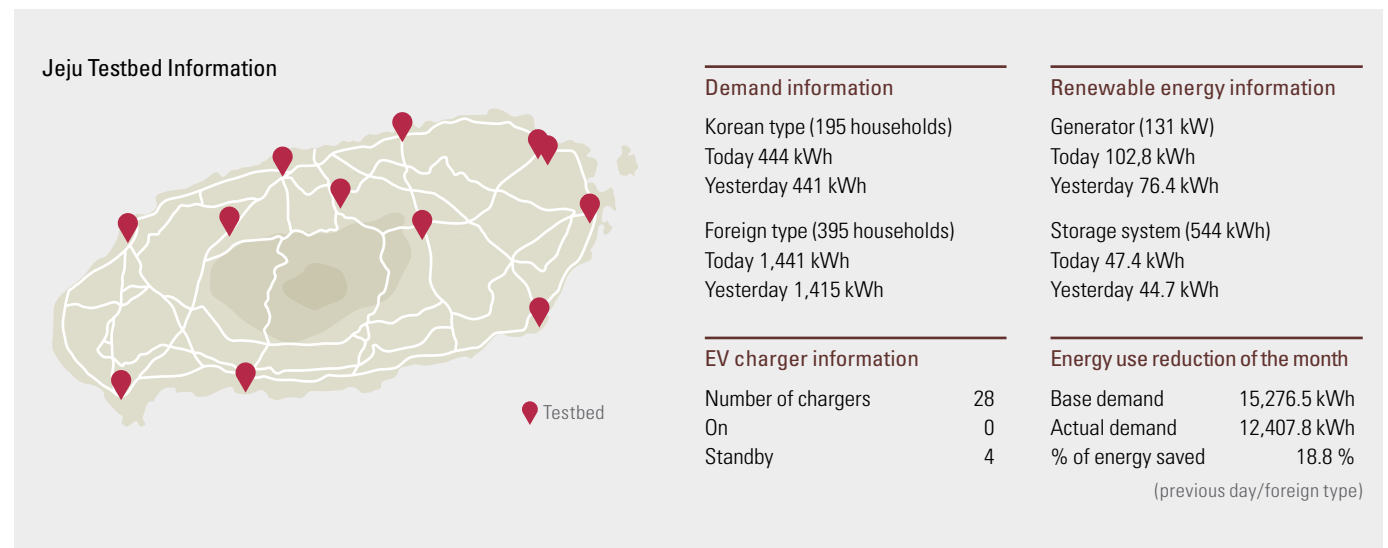 Jeju Testbed Information
Testbed
Demand information
Korean type (195 households)
Today 444 kWh
Yesterday 441 kWh
Foreign type (395 households)
Today 1,441 kWh
Yesterday 1,415 kWh
Renewable energy information
Generator (131 kW)
Today 102,8 kWh
Yesterday 76.4 kWh
Storage system (544 kWh)
Today 47.4 kWh
Yesterday 44.7 kWh
EV charger information
Number of chargers 28
On 0
Standby 4
Energy use reduction of the month
Base demand 15,276.5 kWh
Actual demand 12,407.8 kWh
% of energy saved 18.8 %
(previous day/foreign type)